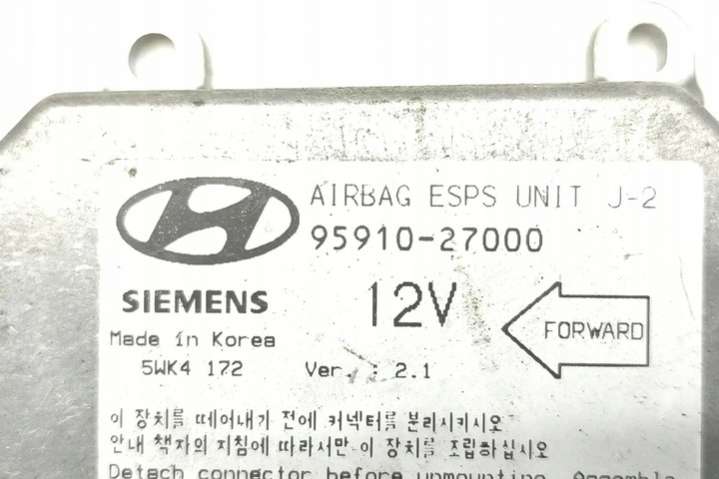 AIRBAG ESPS UNIT J-2
95910-27000
SIEMENS 12V
FORWARD
Made in Korea
5WK4 172 Ver. : 2.1
이 장치를 떼어내기 전에 커넥터를 분리시키시오
안내 책자의 지침에 따라서만 이 장치를 조립하십시오
Detach connector before unmounting. Assemble